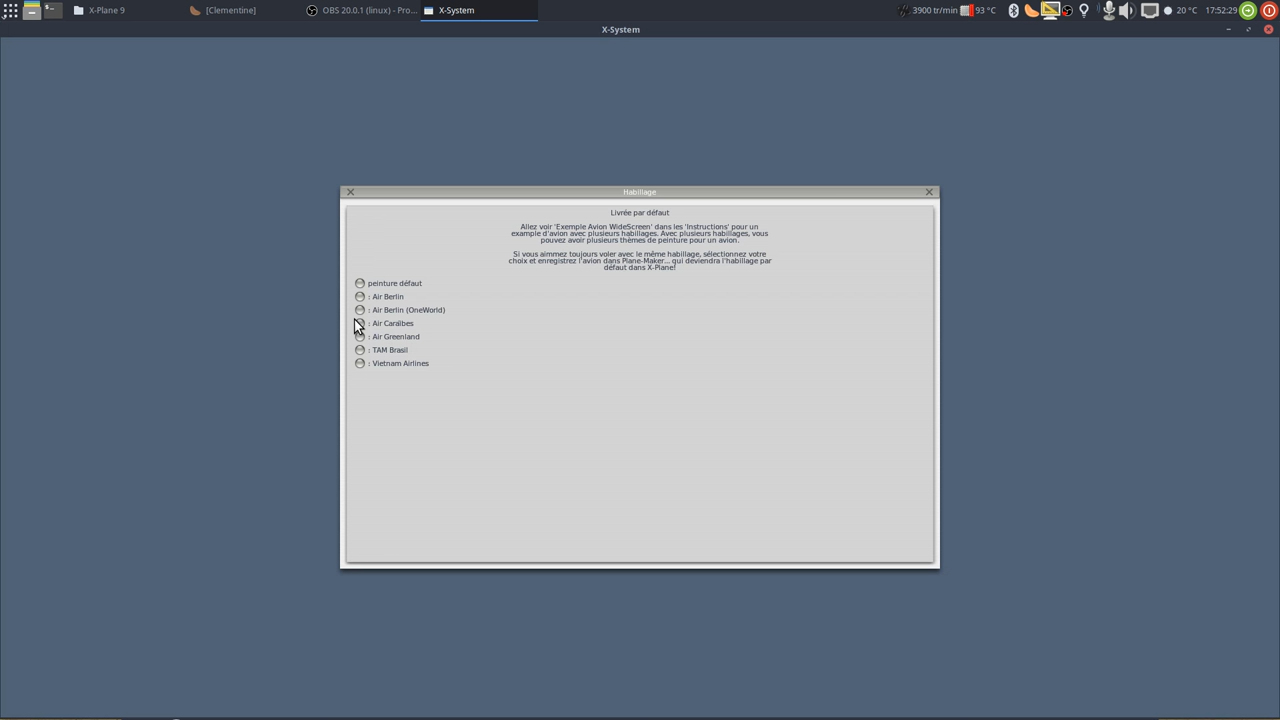 X-Plane 9
[Clementine]
OBS 20.0.1 (linux) - Pro...
X-System
3900 tr/min
93 °C
20 °C
17:52:29
X-System
Habillage
Livrée par défaut
Allez voir 'Exemple Avion WideScreen' dans les 'Instructions' pour un
example d'avion avec plusieurs habillages. Avec plusieurs habillages, vous
pouvez avoir plusieurs thèmes de peinture pour un avion.
Si vous aimmez toujours voler avec le même habillage, sélectionnez votre
choix et enregistrez l'avion dans Plane-Maker... qui deviendra l'habillage par
défaut dans X-Plane!
peinture défaut
: Air Berlin
: Air Berlin (OneWorld)
: Air Caraïbes
: Air Greenland
: TAM Brasil
: Vietnam Airlines